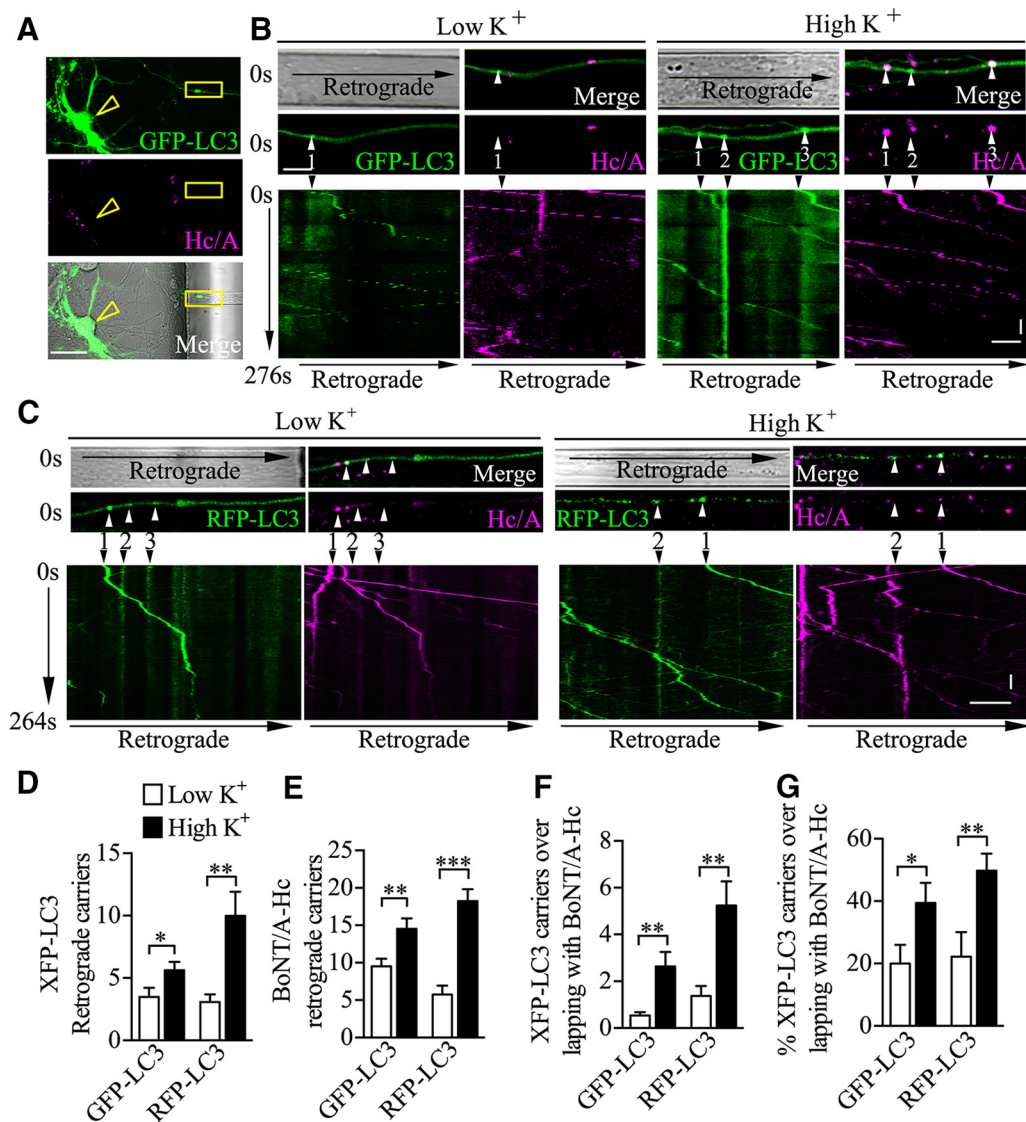 A
GFP-LC3
Hc/A
Merge
B
Low K+
High K+
0s
Retrograde
Merge
Retrograde
Merge
0s
1
GFP-LC3
1
Hc/A
1
2
GFP-LC3
3
1
2
3
Hc/A
0s
276s
Retrograde
Retrograde
Retrograde
Retrograde
C
Low K+
High K+
0s
Retrograde
Merge
Retrograde
Merge
0s
RFP-LC3
Hc/A
RFP-LC3
Hc/A
1 2 3
1 2 3
2 1
2 1
0s
264s
Retrograde
Retrograde
Retrograde
Retrograde
D
Low K+
High K+
XFP-LC3
Retrograde carriers
15
10
5
0
*
**
GFP-LC3
RFP-LC3
E
BoNT/A-Hc
retrograde carriers
25
20
15
10
5
0
**
***
GFP-LC3
RFP-LC3
F
XFP-LC3 carriers over
lapping with BoNT/A-Hc
8
6
4
2
0
**
**
GFP-LC3
RFP-LC3
G
% XFP-LC3 carriers over
lapping with BoNT/A-Hc
60
40
20
0
*
**
GFP-LC3
RFP-LC3